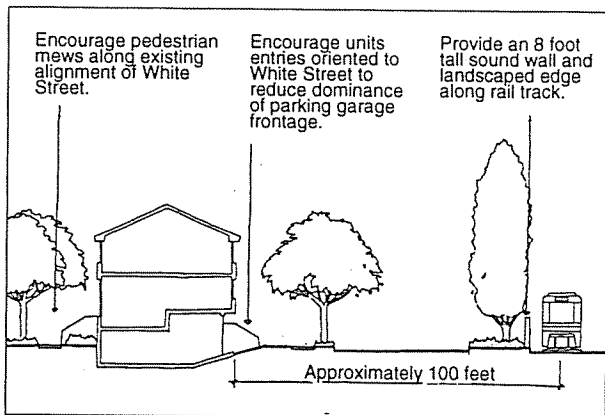 Encourage pedestrian
mews along existing
alignment of White
Street.
Encourage units
entries oriented to
White Street to
reduce dominance
of parking garage
frontage.
Provide an 8 foot
tall sound wall and
landscaped edge
along rail track.
Approximately 100 feet